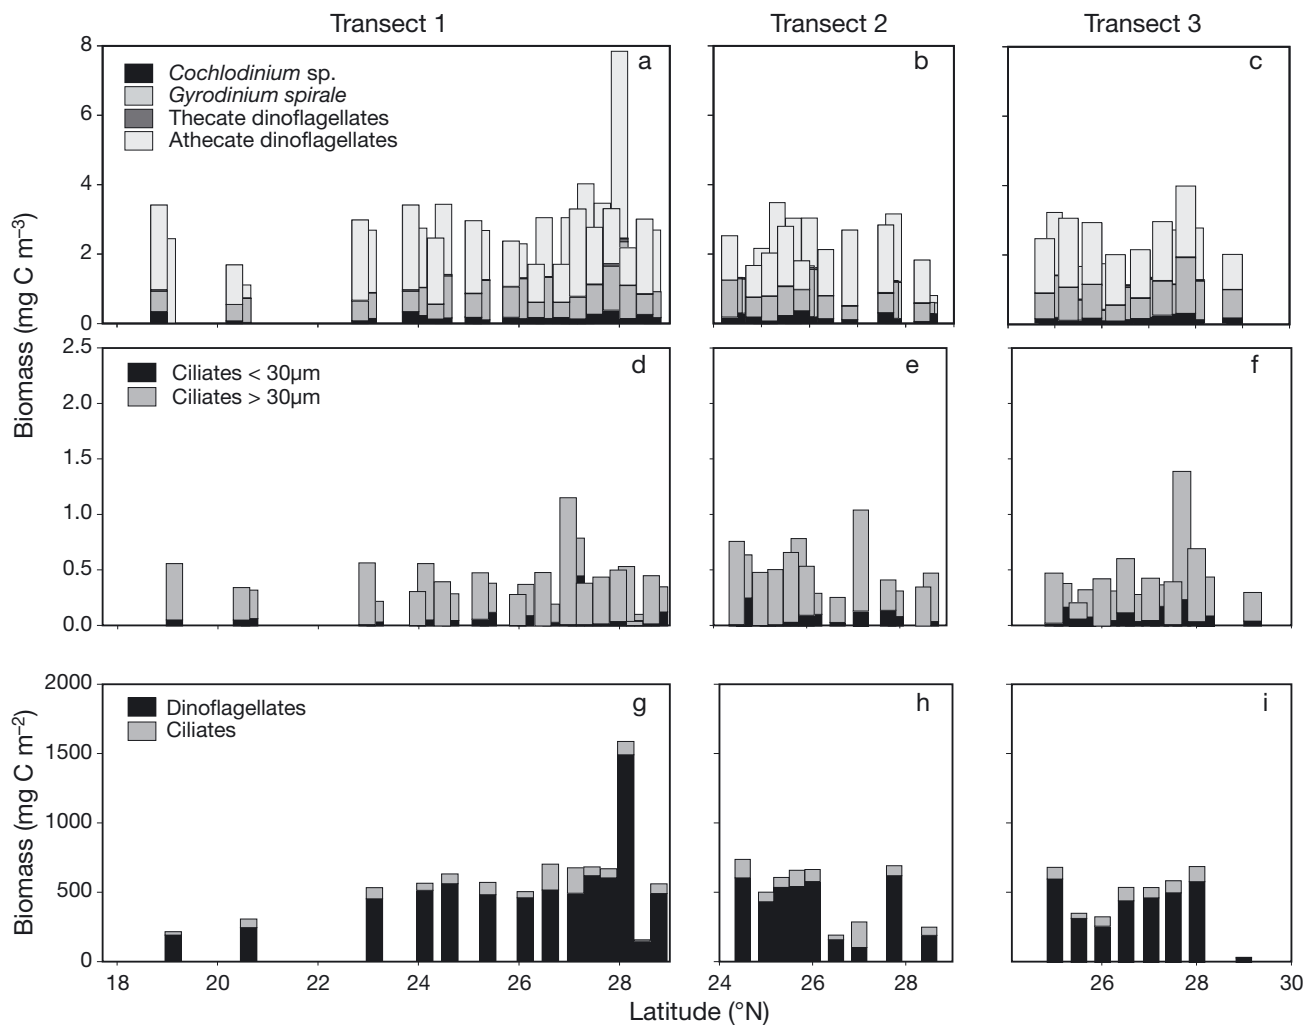 Transect 1
Transect 2
Transect 3
a
b
c
Cochlodinium sp.
Gyrodinium spirale
Thecate dinoflagellates
Athecate dinoflagellates
8
6
4
2
0
Biomass (mg C m–3)
d
e
f
Ciliates < 30µm
Ciliates > 30µm
2.5
2.0
1.5
1.0
0.5
0.0
g
h
i
Dinoflagellates
Ciliates
2000
1500
1000
500
0
Biomass (mg C m–2)
18 20 22 24 26 28 24 26 28 26 28 30
Latitude (°N)